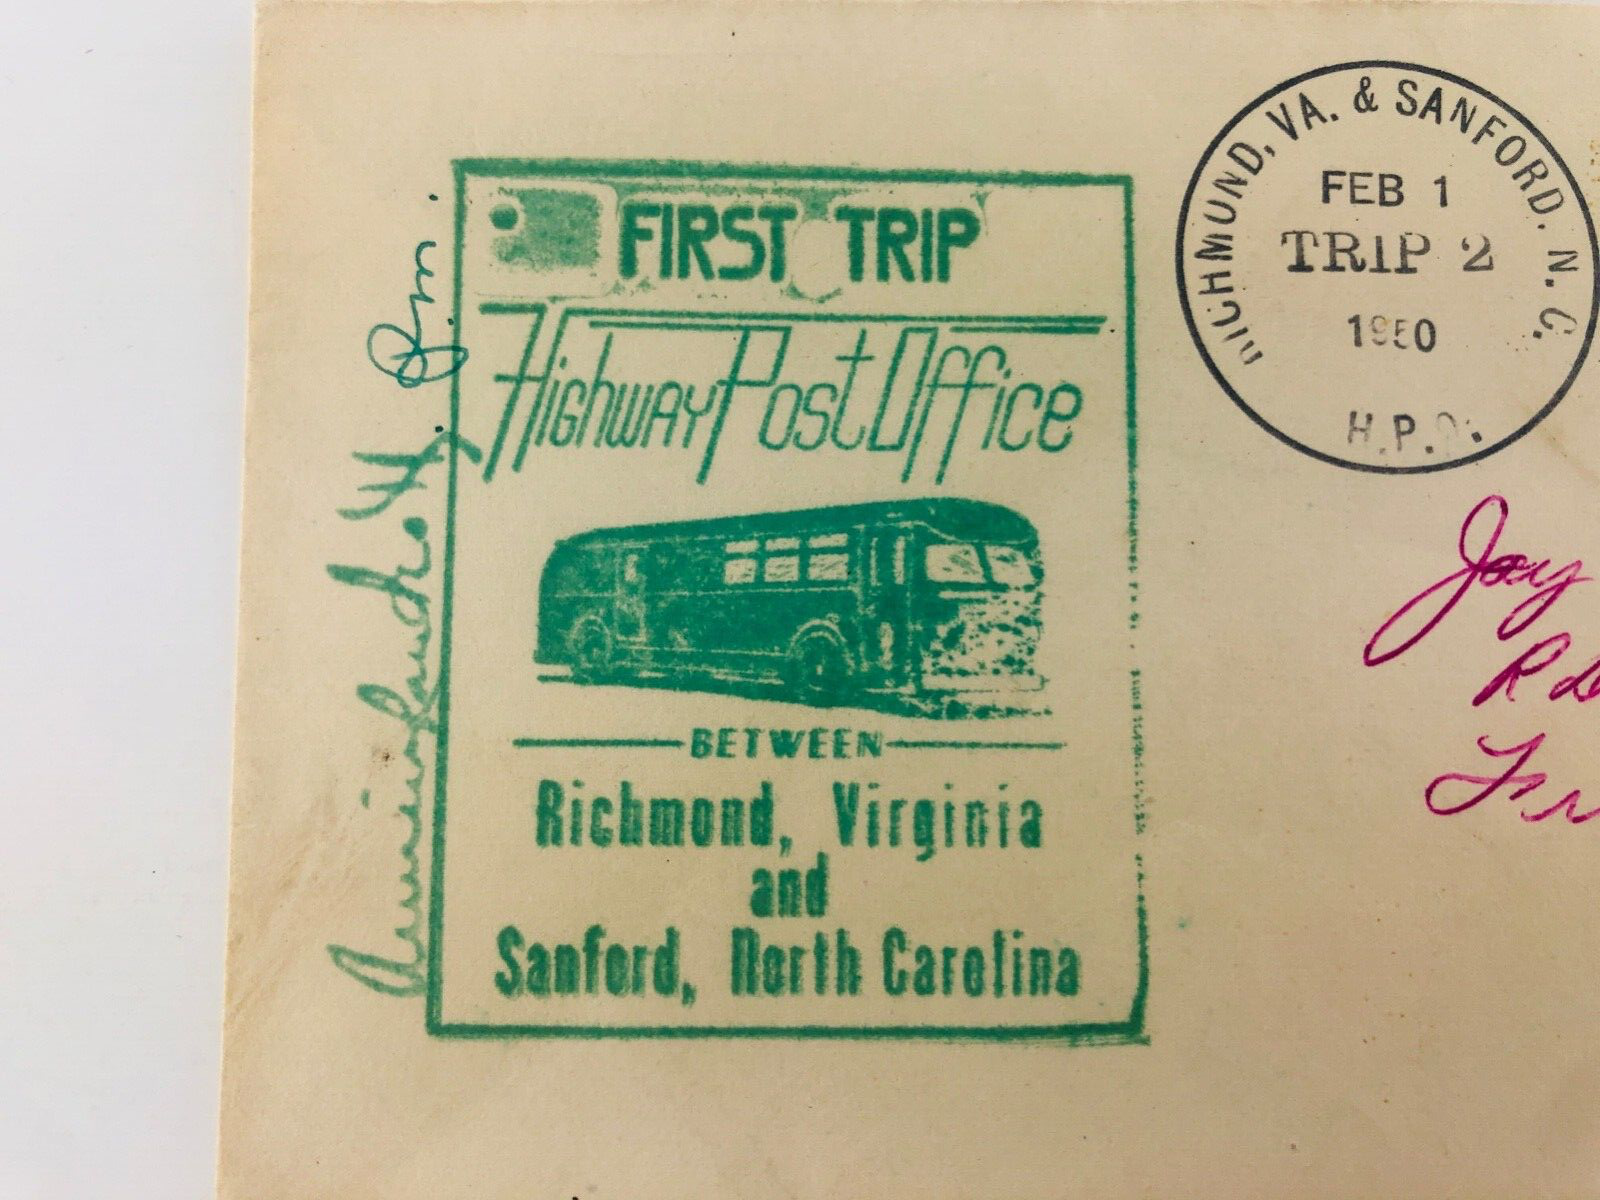 FIRST TRIP
Highway Post Office
BETWEEN
Richmond, Virginia
and
Sanford, North Carolina
RICHMOND, VA. & SANFORD. N. C.
FEB 1
TRIP 2
1950
H.P.O.
Jay